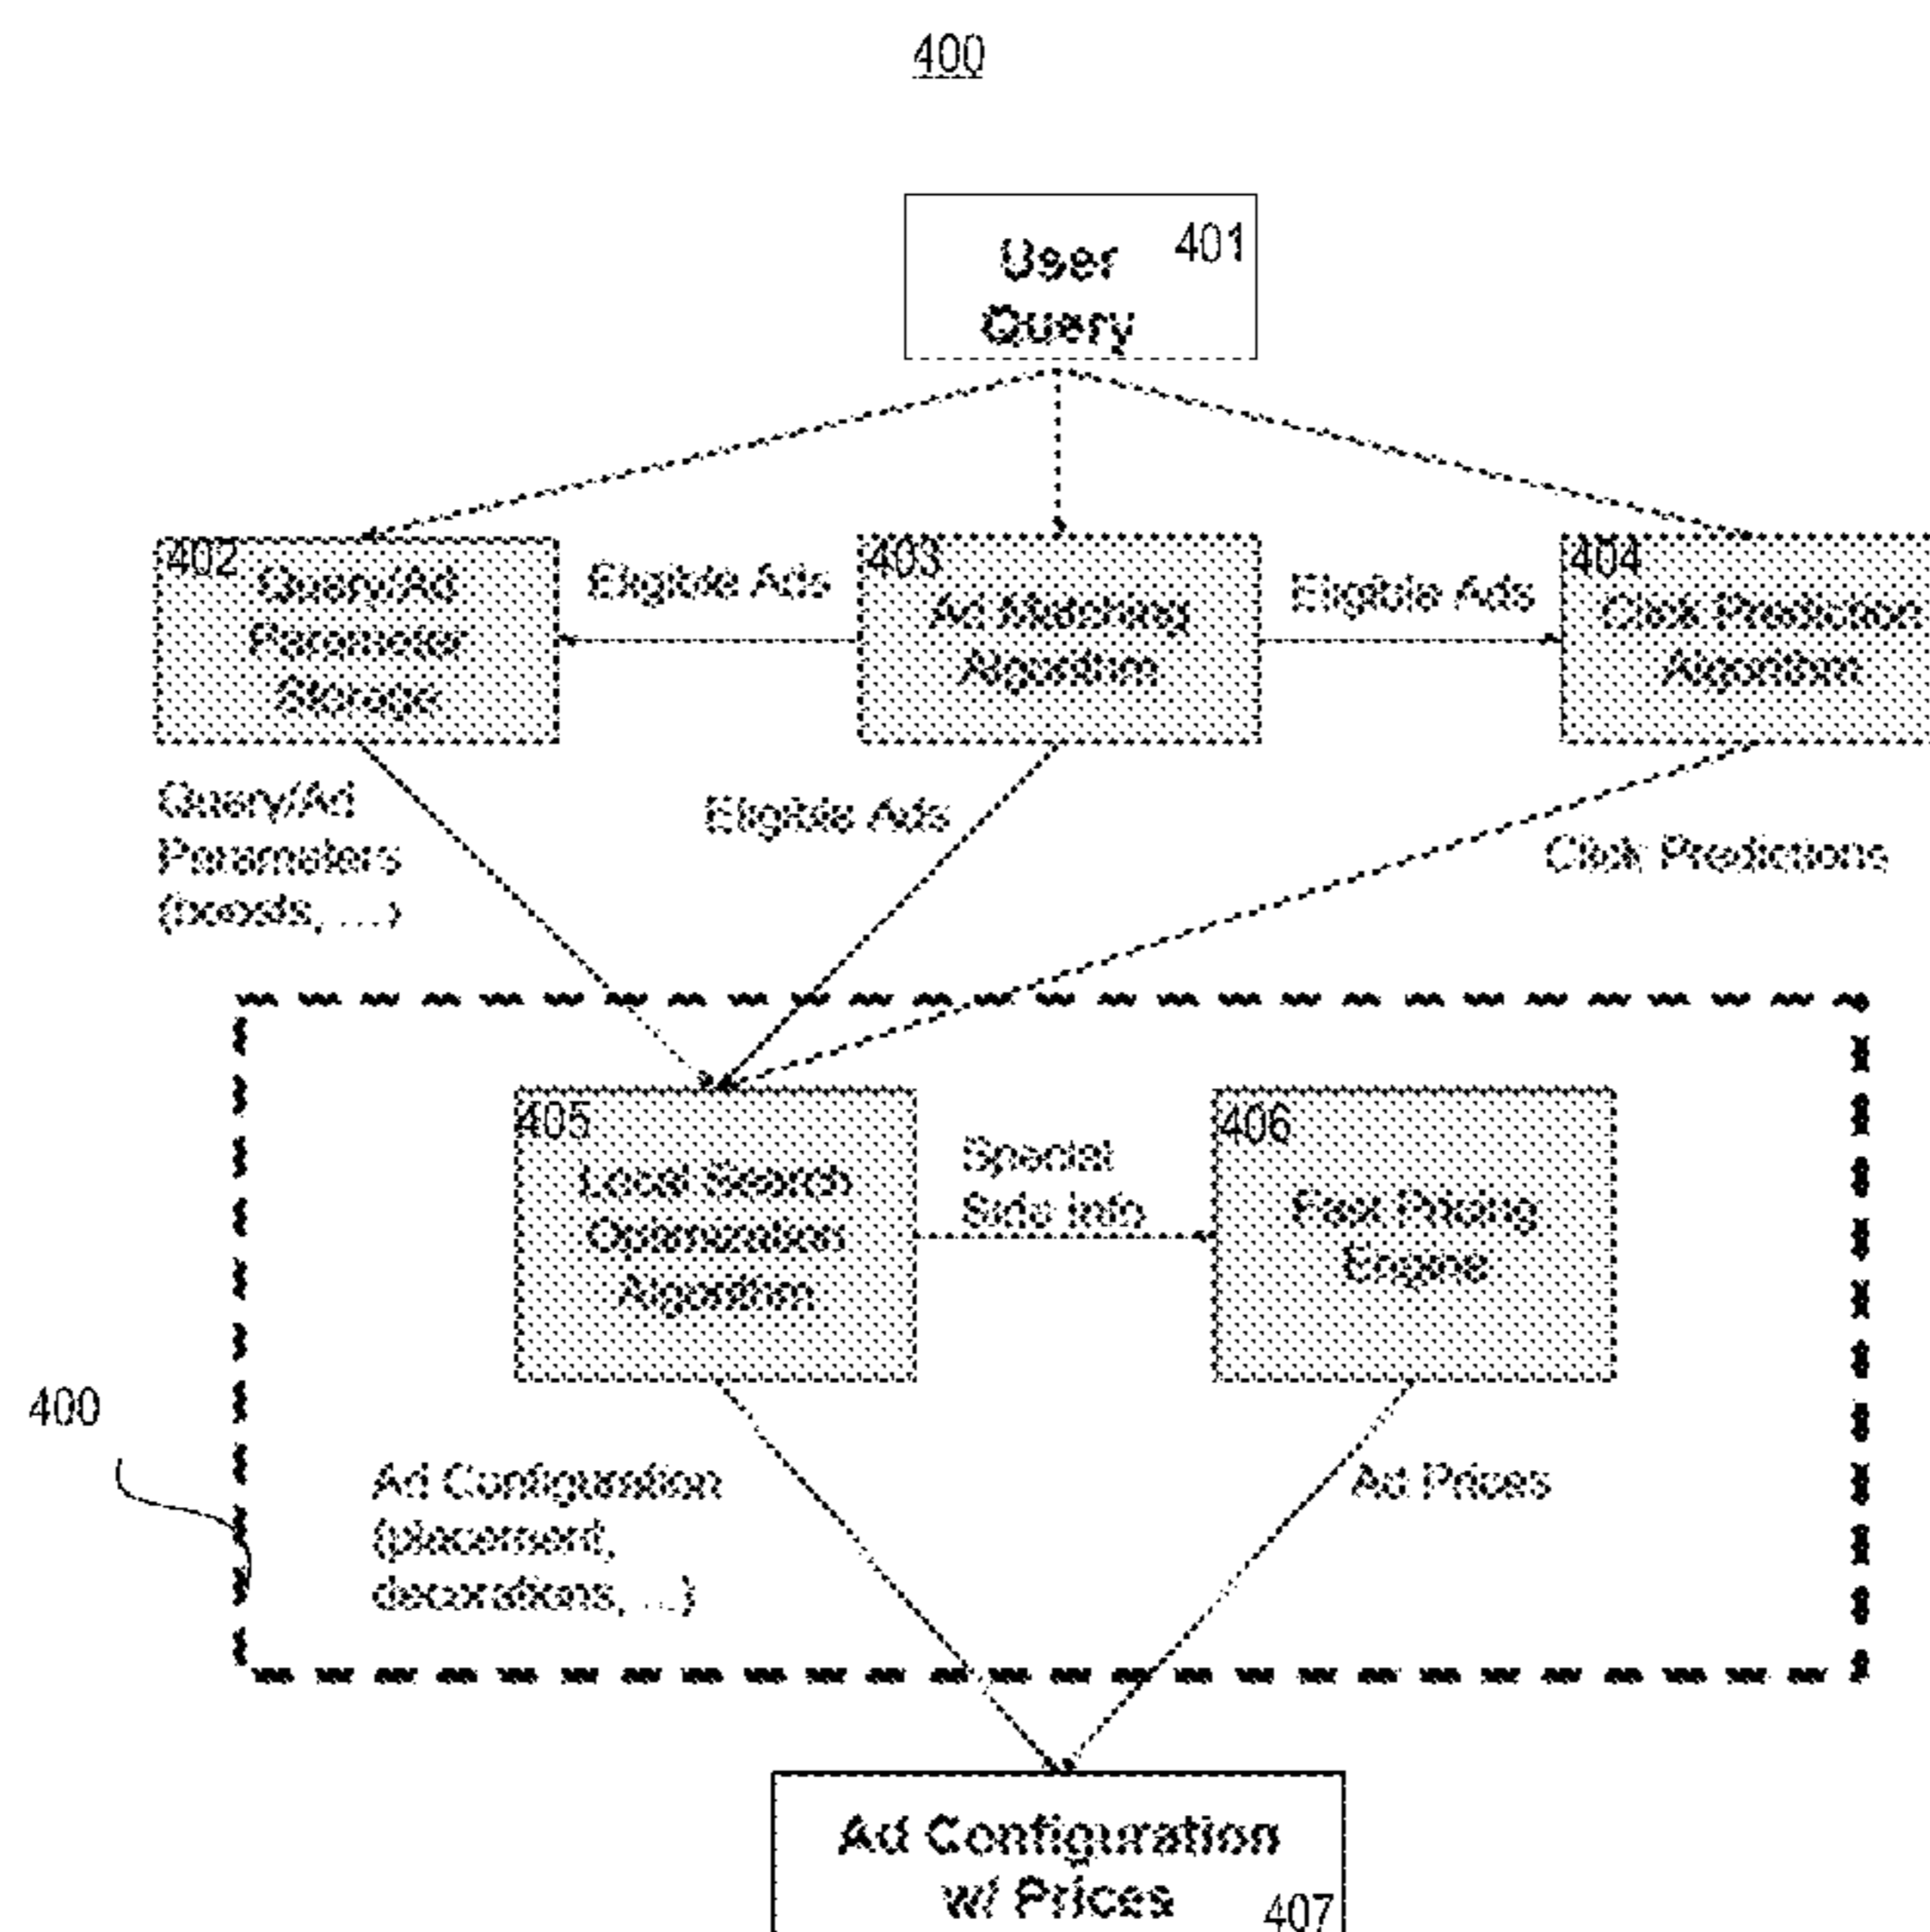 400
User
Query
401
402
Query/Ad
Parameter
Storage
Eligible Ads
403
Ad Matching
Algorithm
Eligible Ads
404
Click Prediction
Algorithm
Query/Ad
Parameters
(boosts, ...)
Eligible Ads
Click Predictions
405
Local Search
Optimization
Algorithm
Special
Side Info
406
Fast Pricing
Engine
400
Ad Configuration
(placement,
decorations, ...)
Ad Prices
Ad Configuration
w/ Prices
407